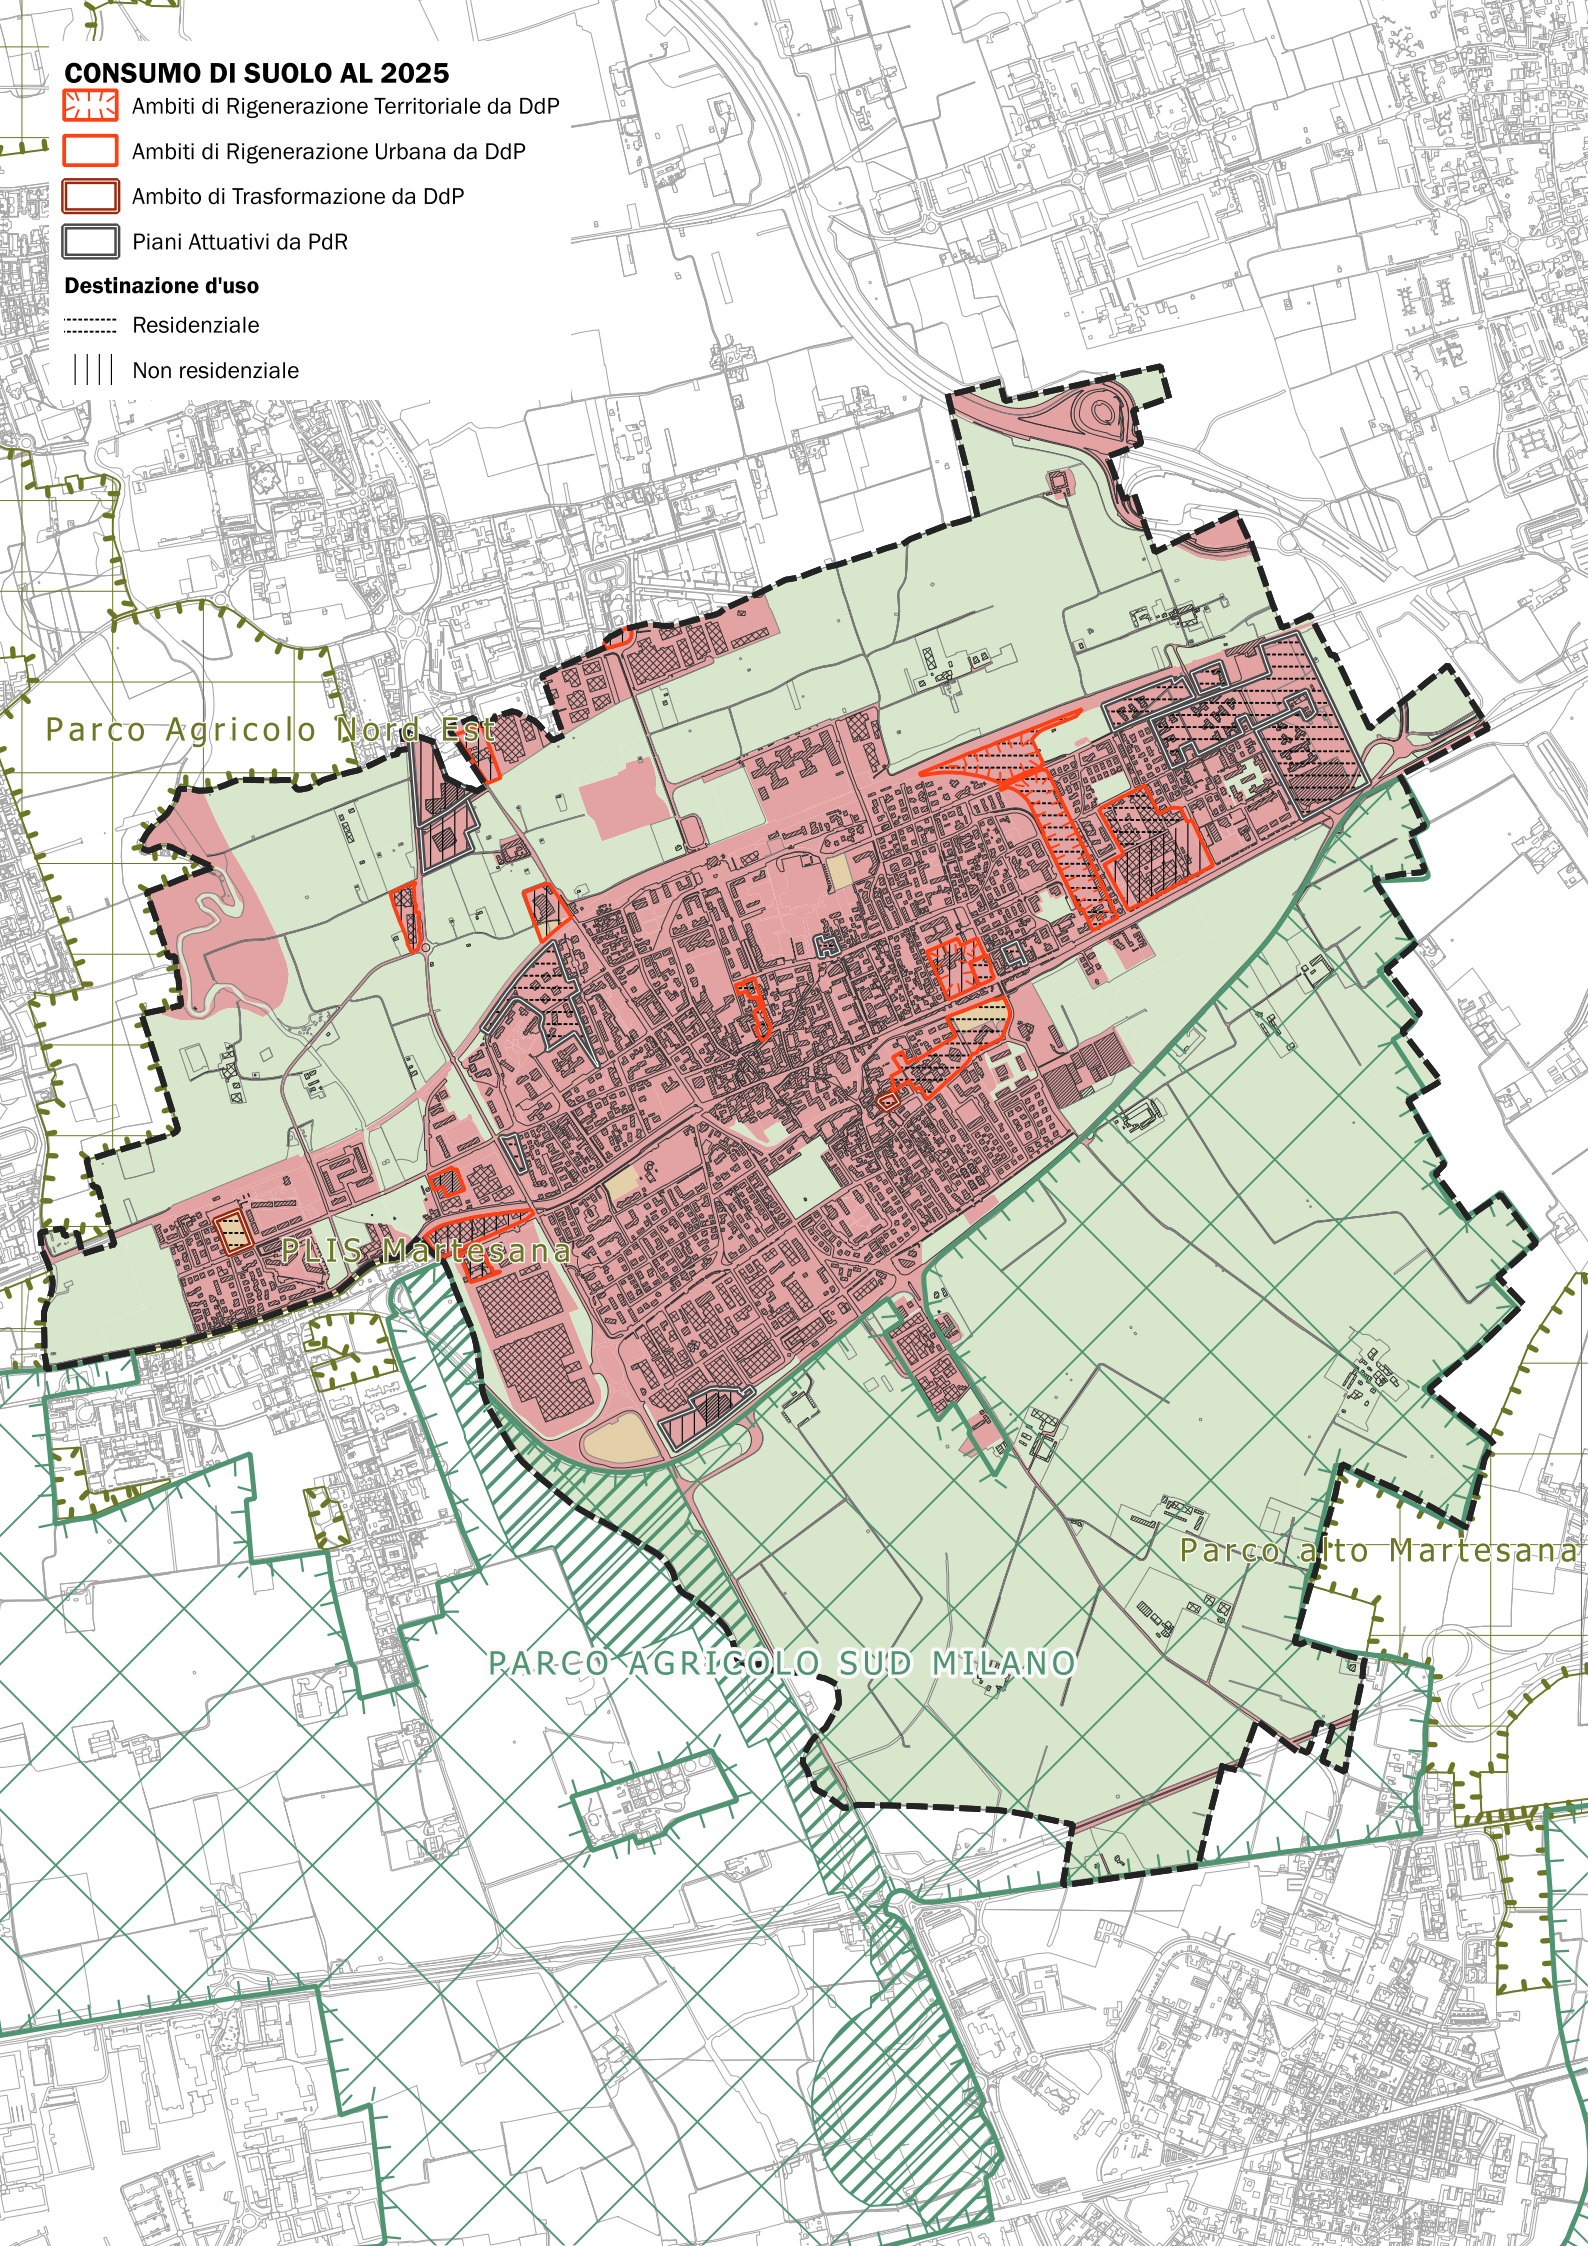 CONSUMO DI SUOLO AL 2025
Ambiti di Rigenerazione Territoriale da DdP
Ambiti di Rigenerazione Urbana da DdP
Ambito di Trasformazione da DdP
Piani Attuativi da PdR
Destinazione d'uso
Residenziale
Non residenziale
Parco Agricolo Nord Est
PLIS Martesana
Parco alto Martesana
PARCO AGRICOLO SUD MILANO